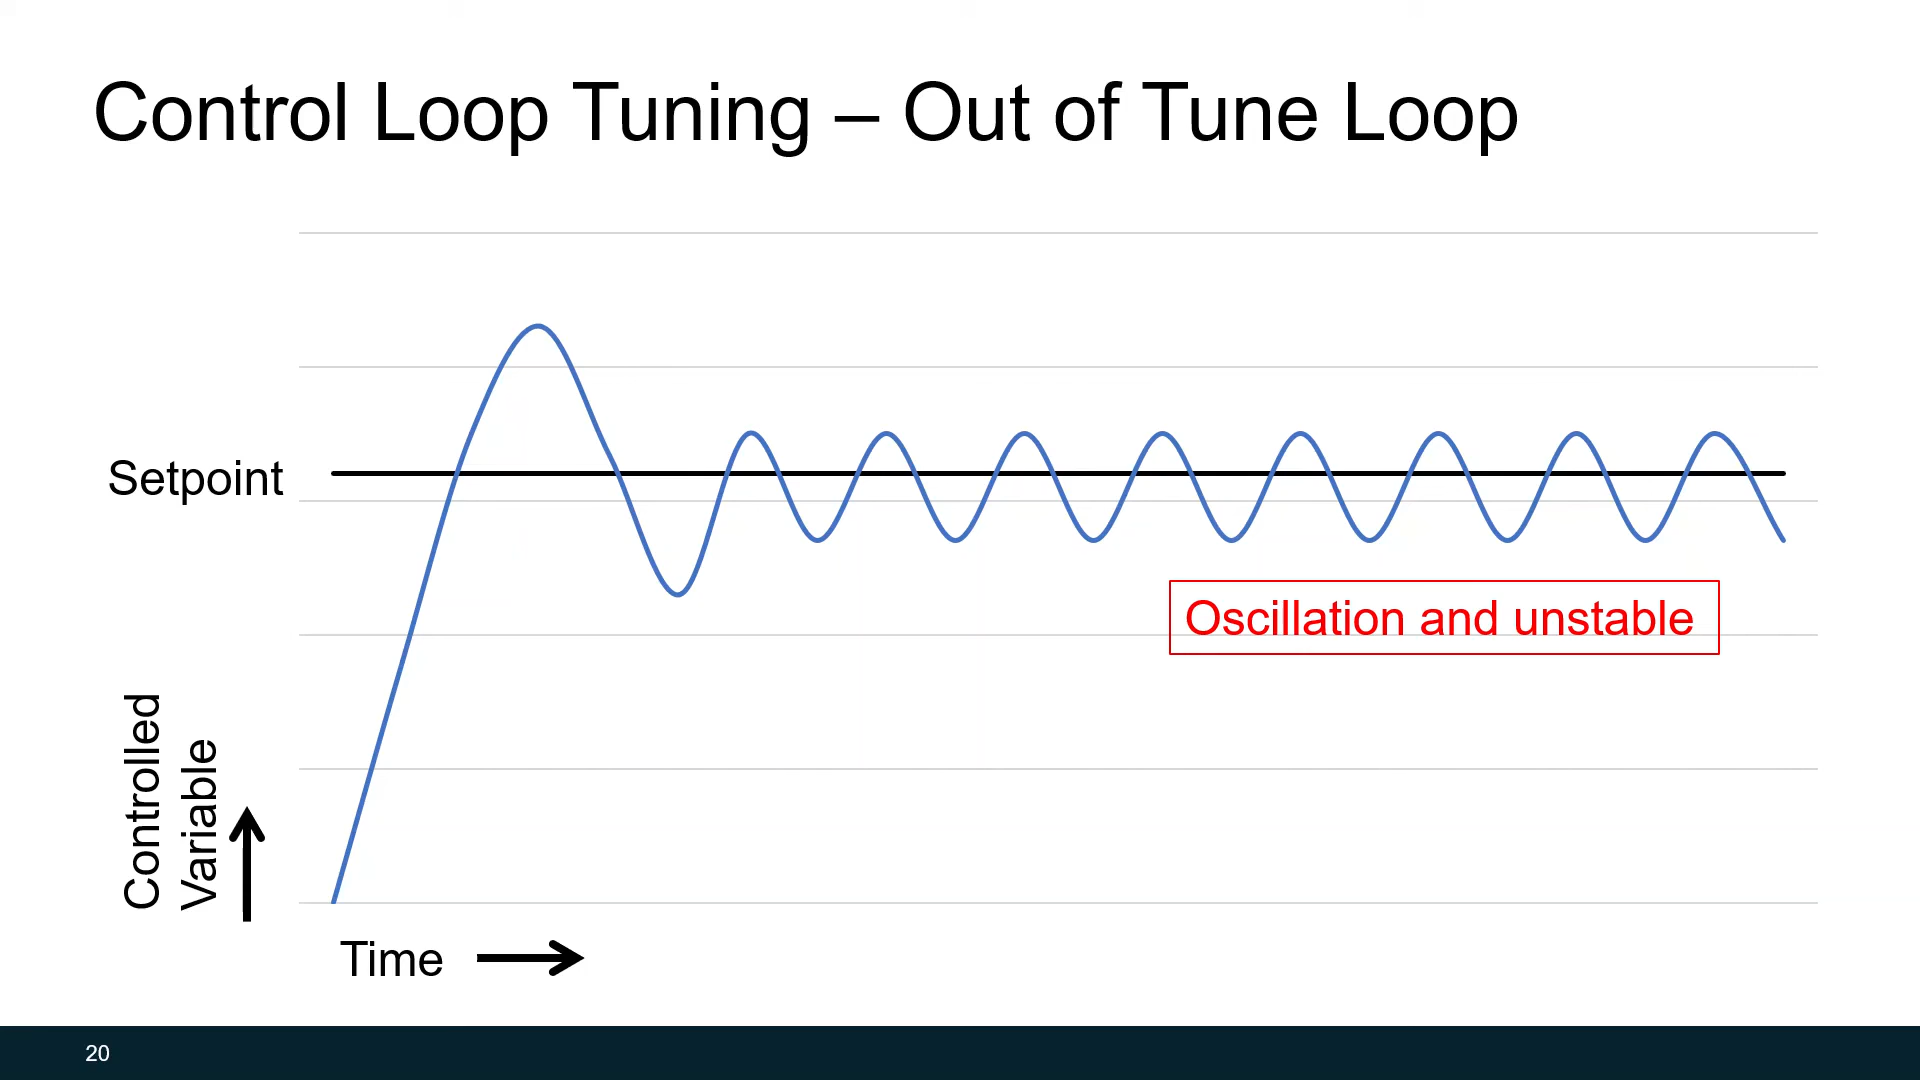 Control Loop Tuning – Out of Tune Loop
Setpoint
Oscillation and unstable
Controlled
Variable
Time
20